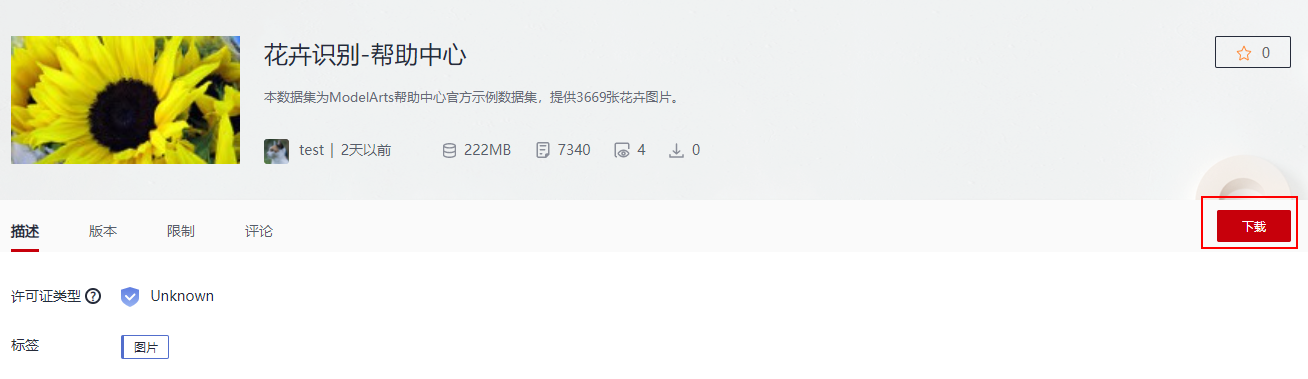 花卉识别-帮助中心
0
本数据集为ModelArts帮助中心官方示例数据集，提供3669张花卉图片。
test | 2天以前 222MB 7340 4 0
描述 版本 限制 评论 下载
许可证类型 ? Unknown
标签 图片